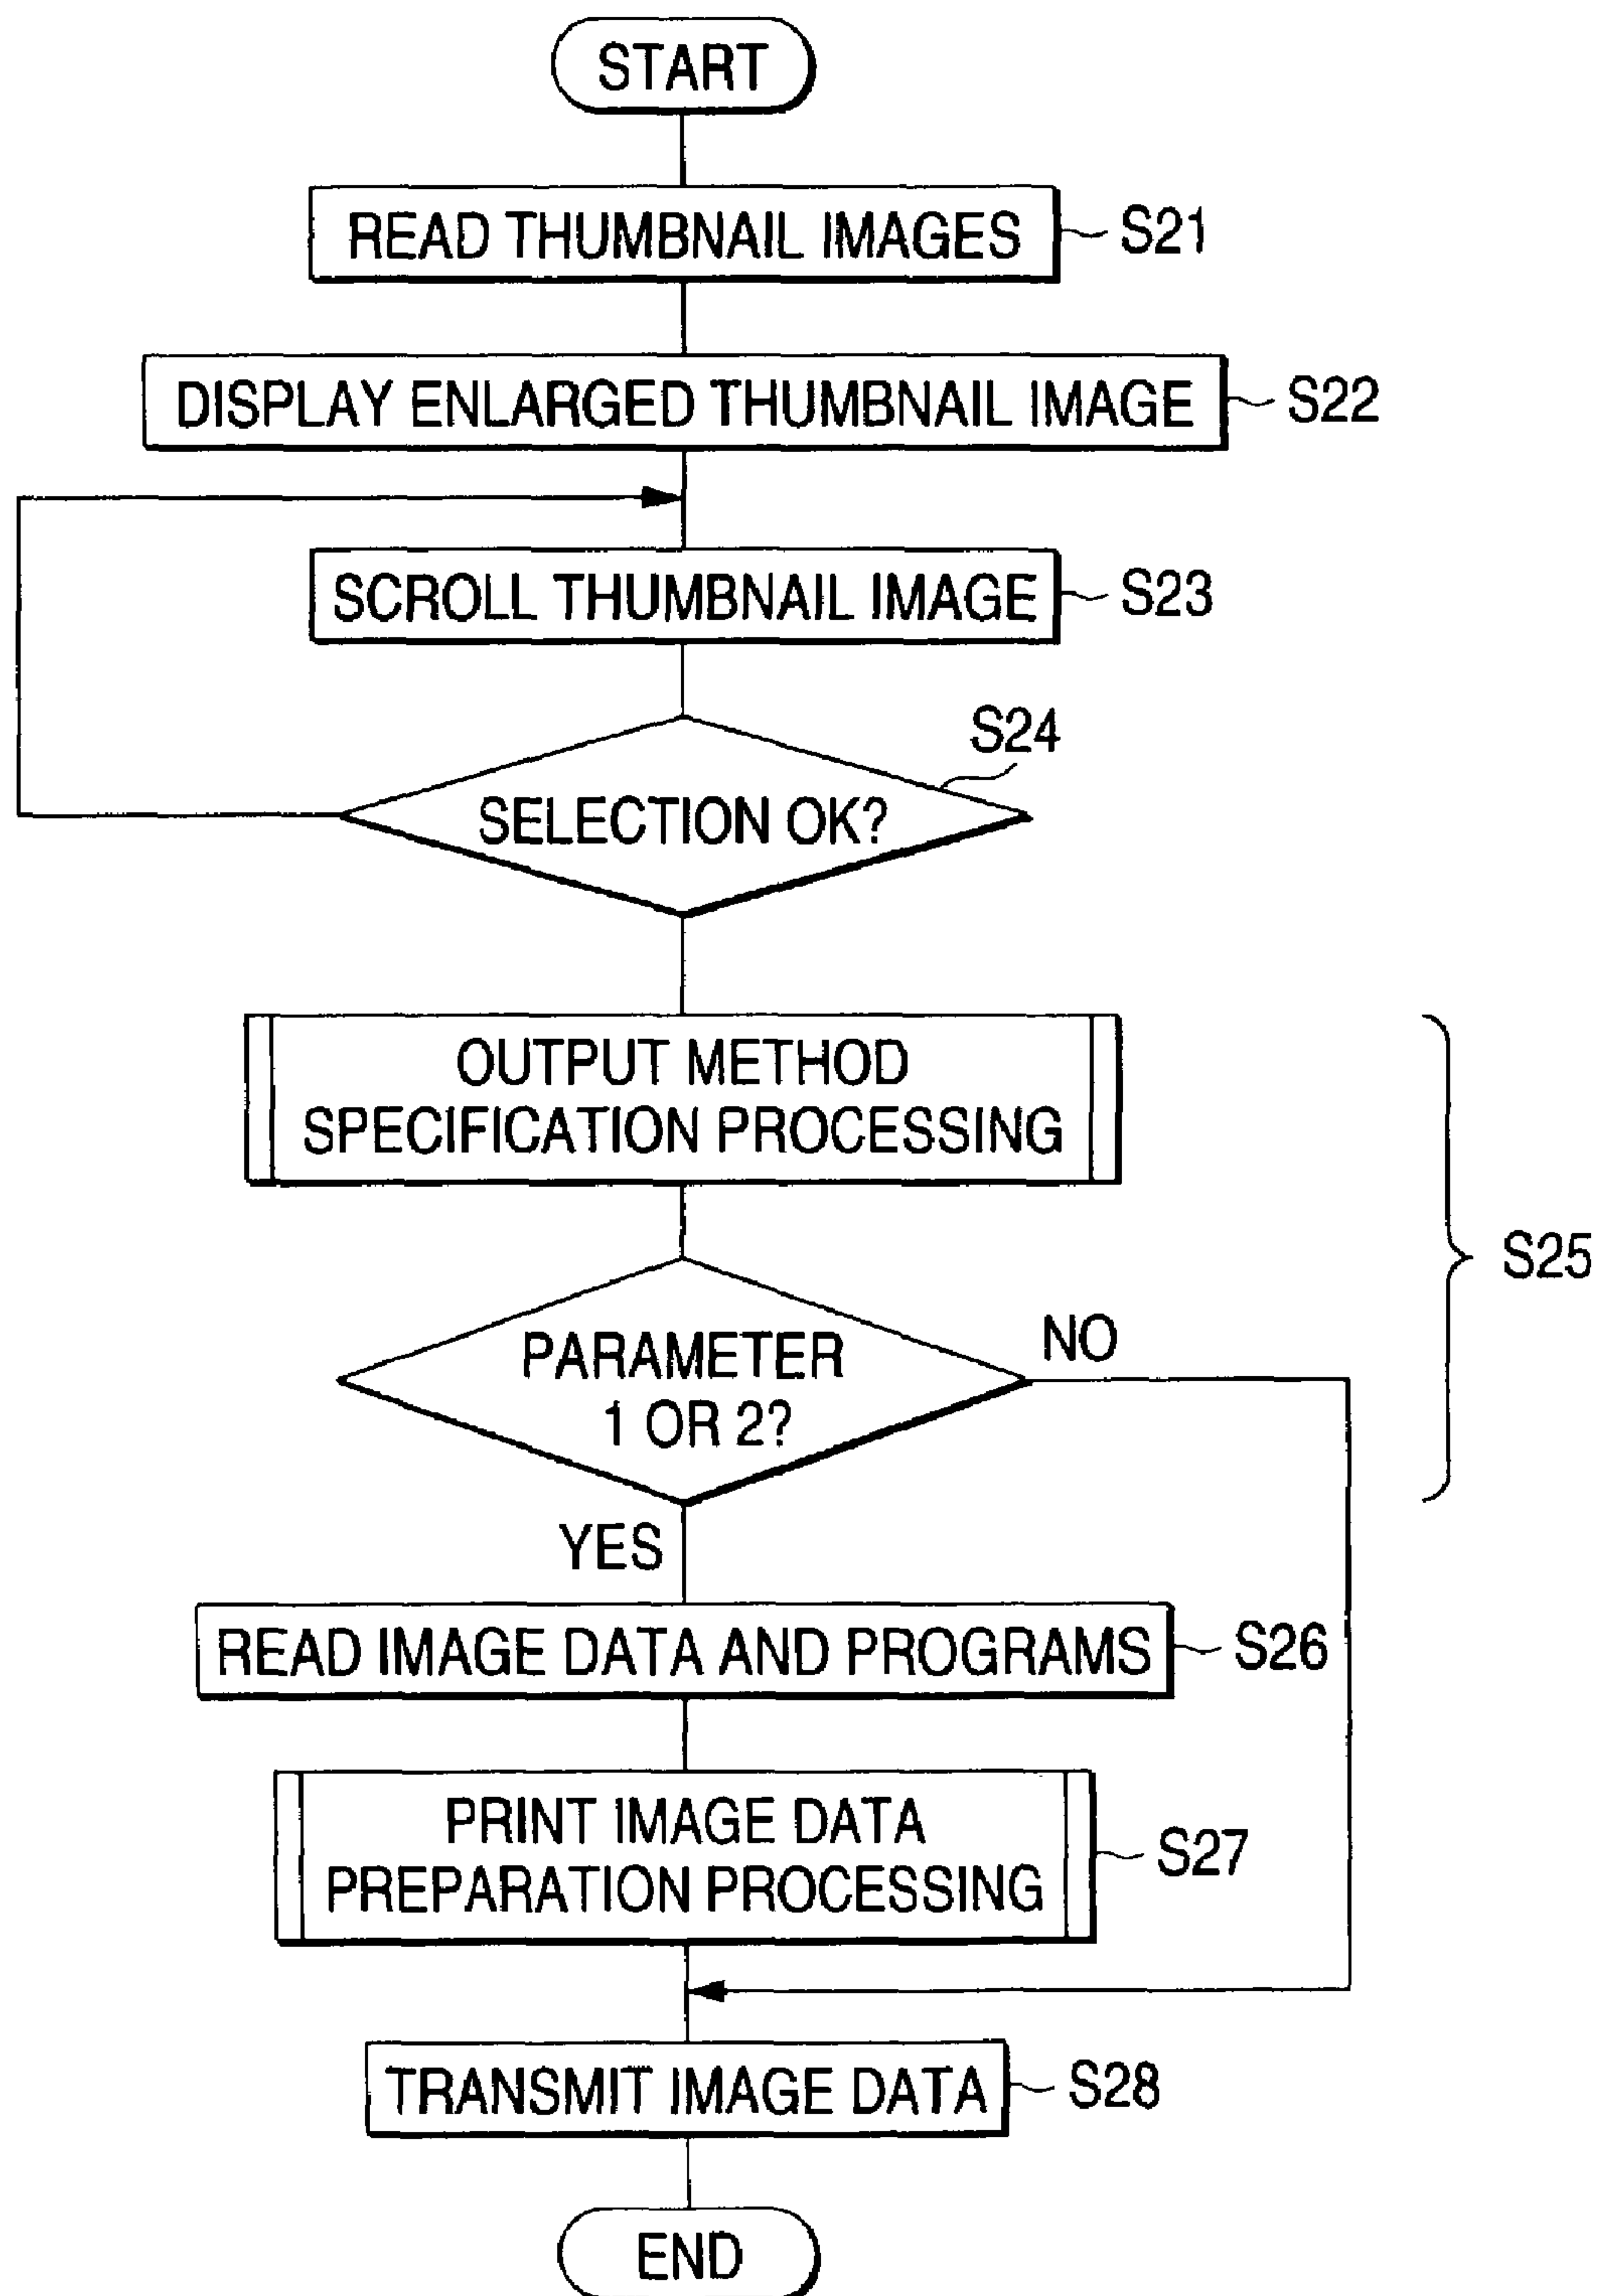 START
READ THUMBNAIL IMAGES
S21
DISPLAY ENLARGED THUMBNAIL IMAGE
S22
SCROLL THUMBNAIL IMAGE
S23
S24
SELECTION OK?
OUTPUT METHOD
SPECIFICATION PROCESSING
S25
PARAMETER
1 OR 2?
NO
YES
READ IMAGE DATA AND PROGRAMS
S26
PRINT IMAGE DATA
PREPARATION PROCESSING
S27
TRANSMIT IMAGE DATA
S28
END